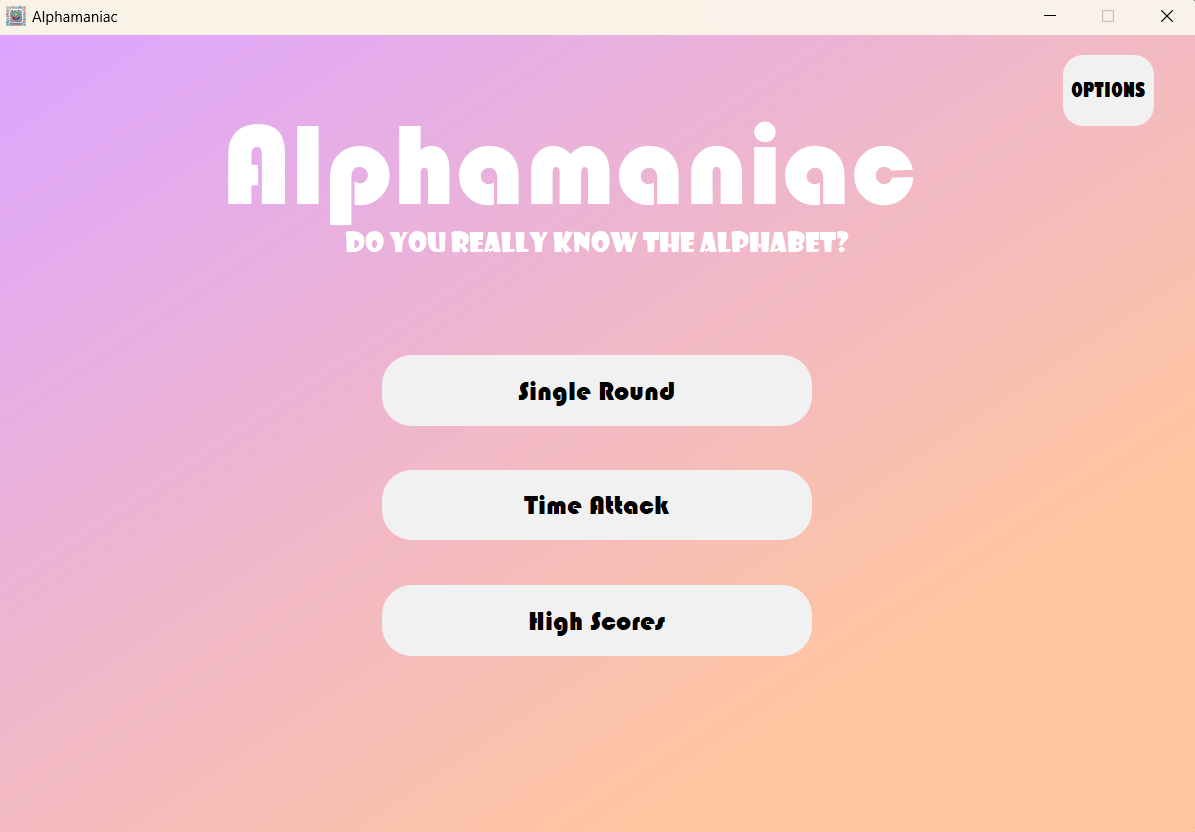 Alphamaniac
OPTIONS
Alphamaniac
DO YOU REALLY KNOW THE ALPHABET?
Single Round
Time Attack
High Scores